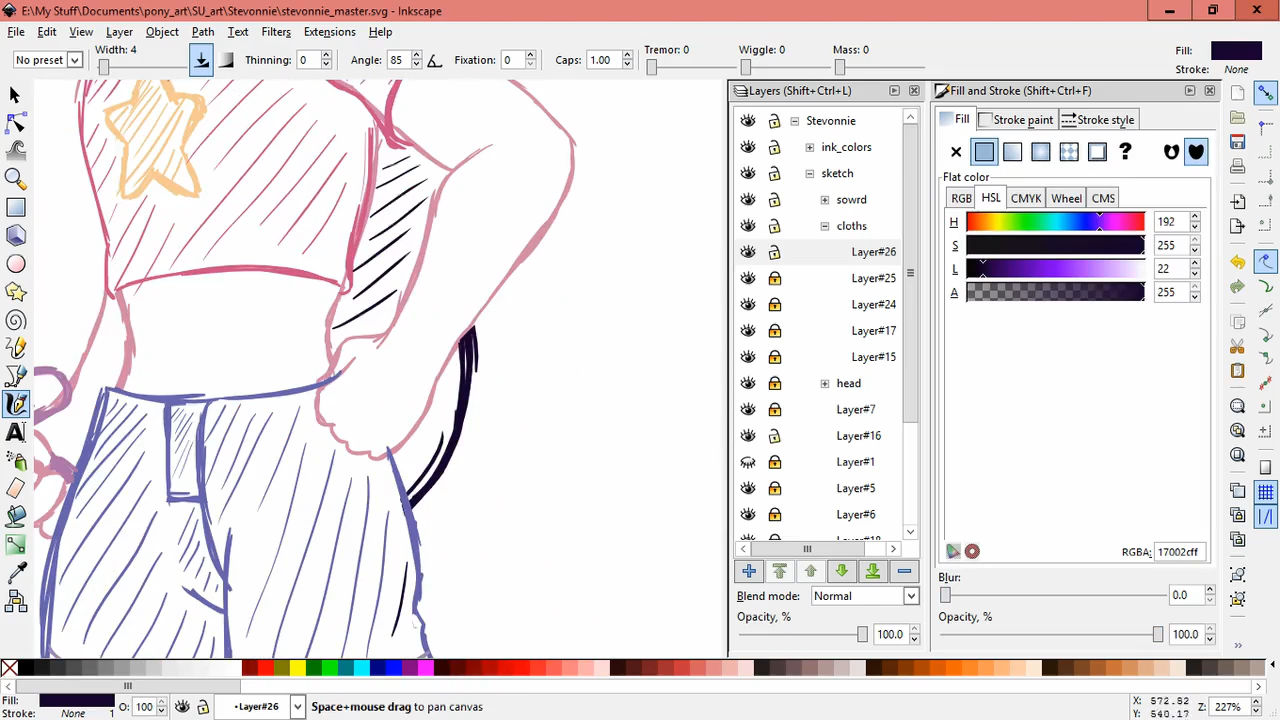 E:\My Stuff\Documents\pony_art\SU_art\Stevonnie\stevonnie_master.svg - Inkscape
File Edit View Layer Object Path Text Filters Extensions Help
No preset Width: 4 Thinning: 0 Angle: 85 Fixation: 0 Caps: 1.00 Tremor: 0 Wiggle: 0 Mass: 0 Fill: Stroke: None
Layers (Shift+Ctrl+L)
Stevonnie
ink_colors
sketch
sowrd
cloths
Layer#26
Layer#25
Layer#24
Layer#17
Layer#15
head
Layer#7
Layer#16
Layer#1
Layer#5
Layer#6
Blend mode: Normal
Opacity, %
100.0
Fill and Stroke (Shift+Ctrl+F)
Fill Stroke paint Stroke style
?
Flat color
RGB HSL CMYK Wheel CMS
H 192
S 255
L 22
A 255
RGBA: 17002cff
Blur:
0.0
Opacity, %
100.0
Fill:
Stroke: None 1 O: 100 •Layer#26 Space+mouse drag to pan canvas X: 572.82 Y: 540.17 Z: 227%